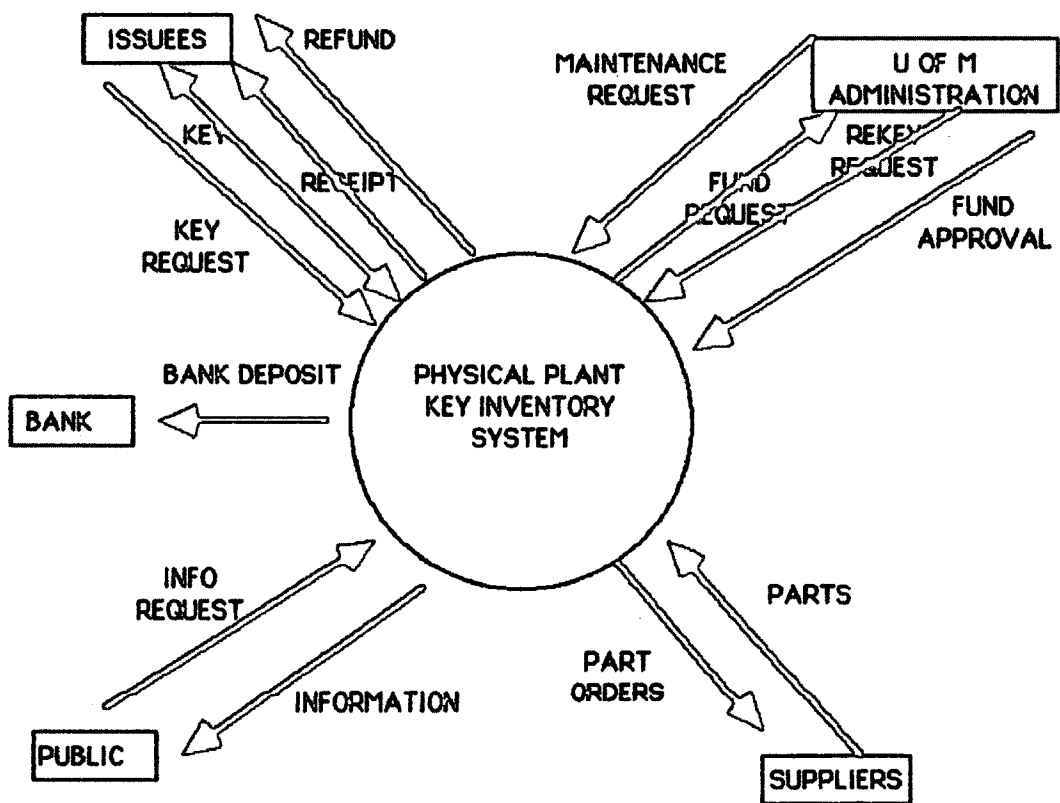 ISSUEES
REFUND
MAINTENANCE
REQUEST
U OF M
ADMINISTRATION
KEY
RECEIPT
FUND
REQUEST
REKEY
REQUEST
KEY
REQUEST
FUND
APPROVAL
BANK DEPOSIT
BANK
PHYSICAL PLANT
KEY INVENTORY
SYSTEM
INFO
REQUEST
PARTS
PART
ORDERS
INFORMATION
PUBLIC
SUPPLIERS